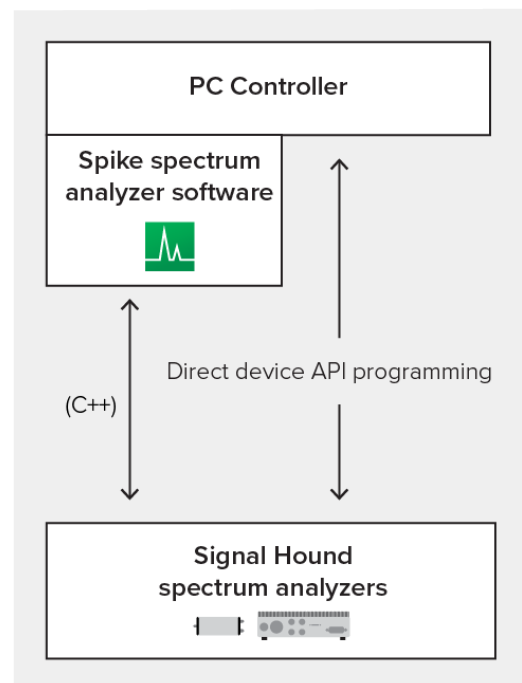 PC Controller
Spike spectrum
analyzer software
Direct device API programming
(C++)
Signal Hound
spectrum analyzers